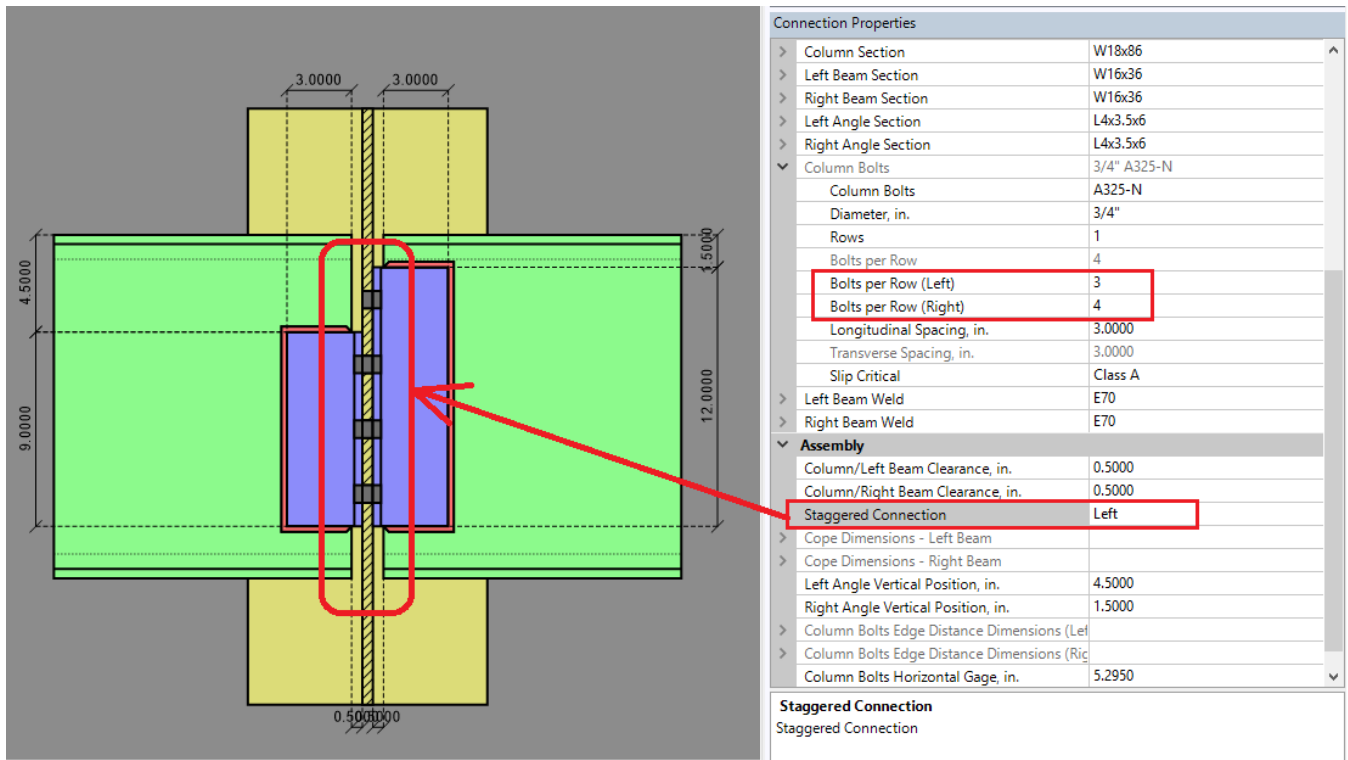 3.0000 3.0000
4.5000
9.0000
12.0000
Connection Properties
Column Section W18x86
Left Beam Section W16x36
Right Beam Section W16x36
Left Angle Section L4x3.5x6
Right Angle Section L4x3.5x6
Column Bolts 3/4" A325-N
Column Bolts A325-N
Diameter, in. 3/4"
Rows 1
Bolts per Row 4
Bolts per Row (Left) 3
Bolts per Row (Right) 4
Longitudinal Spacing, in. 3.0000
Transverse Spacing, in. 3.0000
Slip Critical Class A
Left Beam Weld E70
Right Beam Weld E70
Assembly
Column/Left Beam Clearance, in. 0.5000
Column/Right Beam Clearance, in. 0.5000
Staggered Connection Left
Cope Dimensions - Left Beam
Cope Dimensions - Right Beam
Left Angle Vertical Position, in. 4.5000
Right Angle Vertical Position, in. 1.5000
Column Bolts Edge Distance Dimensions (Lef
Column Bolts Edge Distance Dimensions (Rig
Column Bolts Horizontal Gage, in. 5.2950
Staggered Connection
Staggered Connection